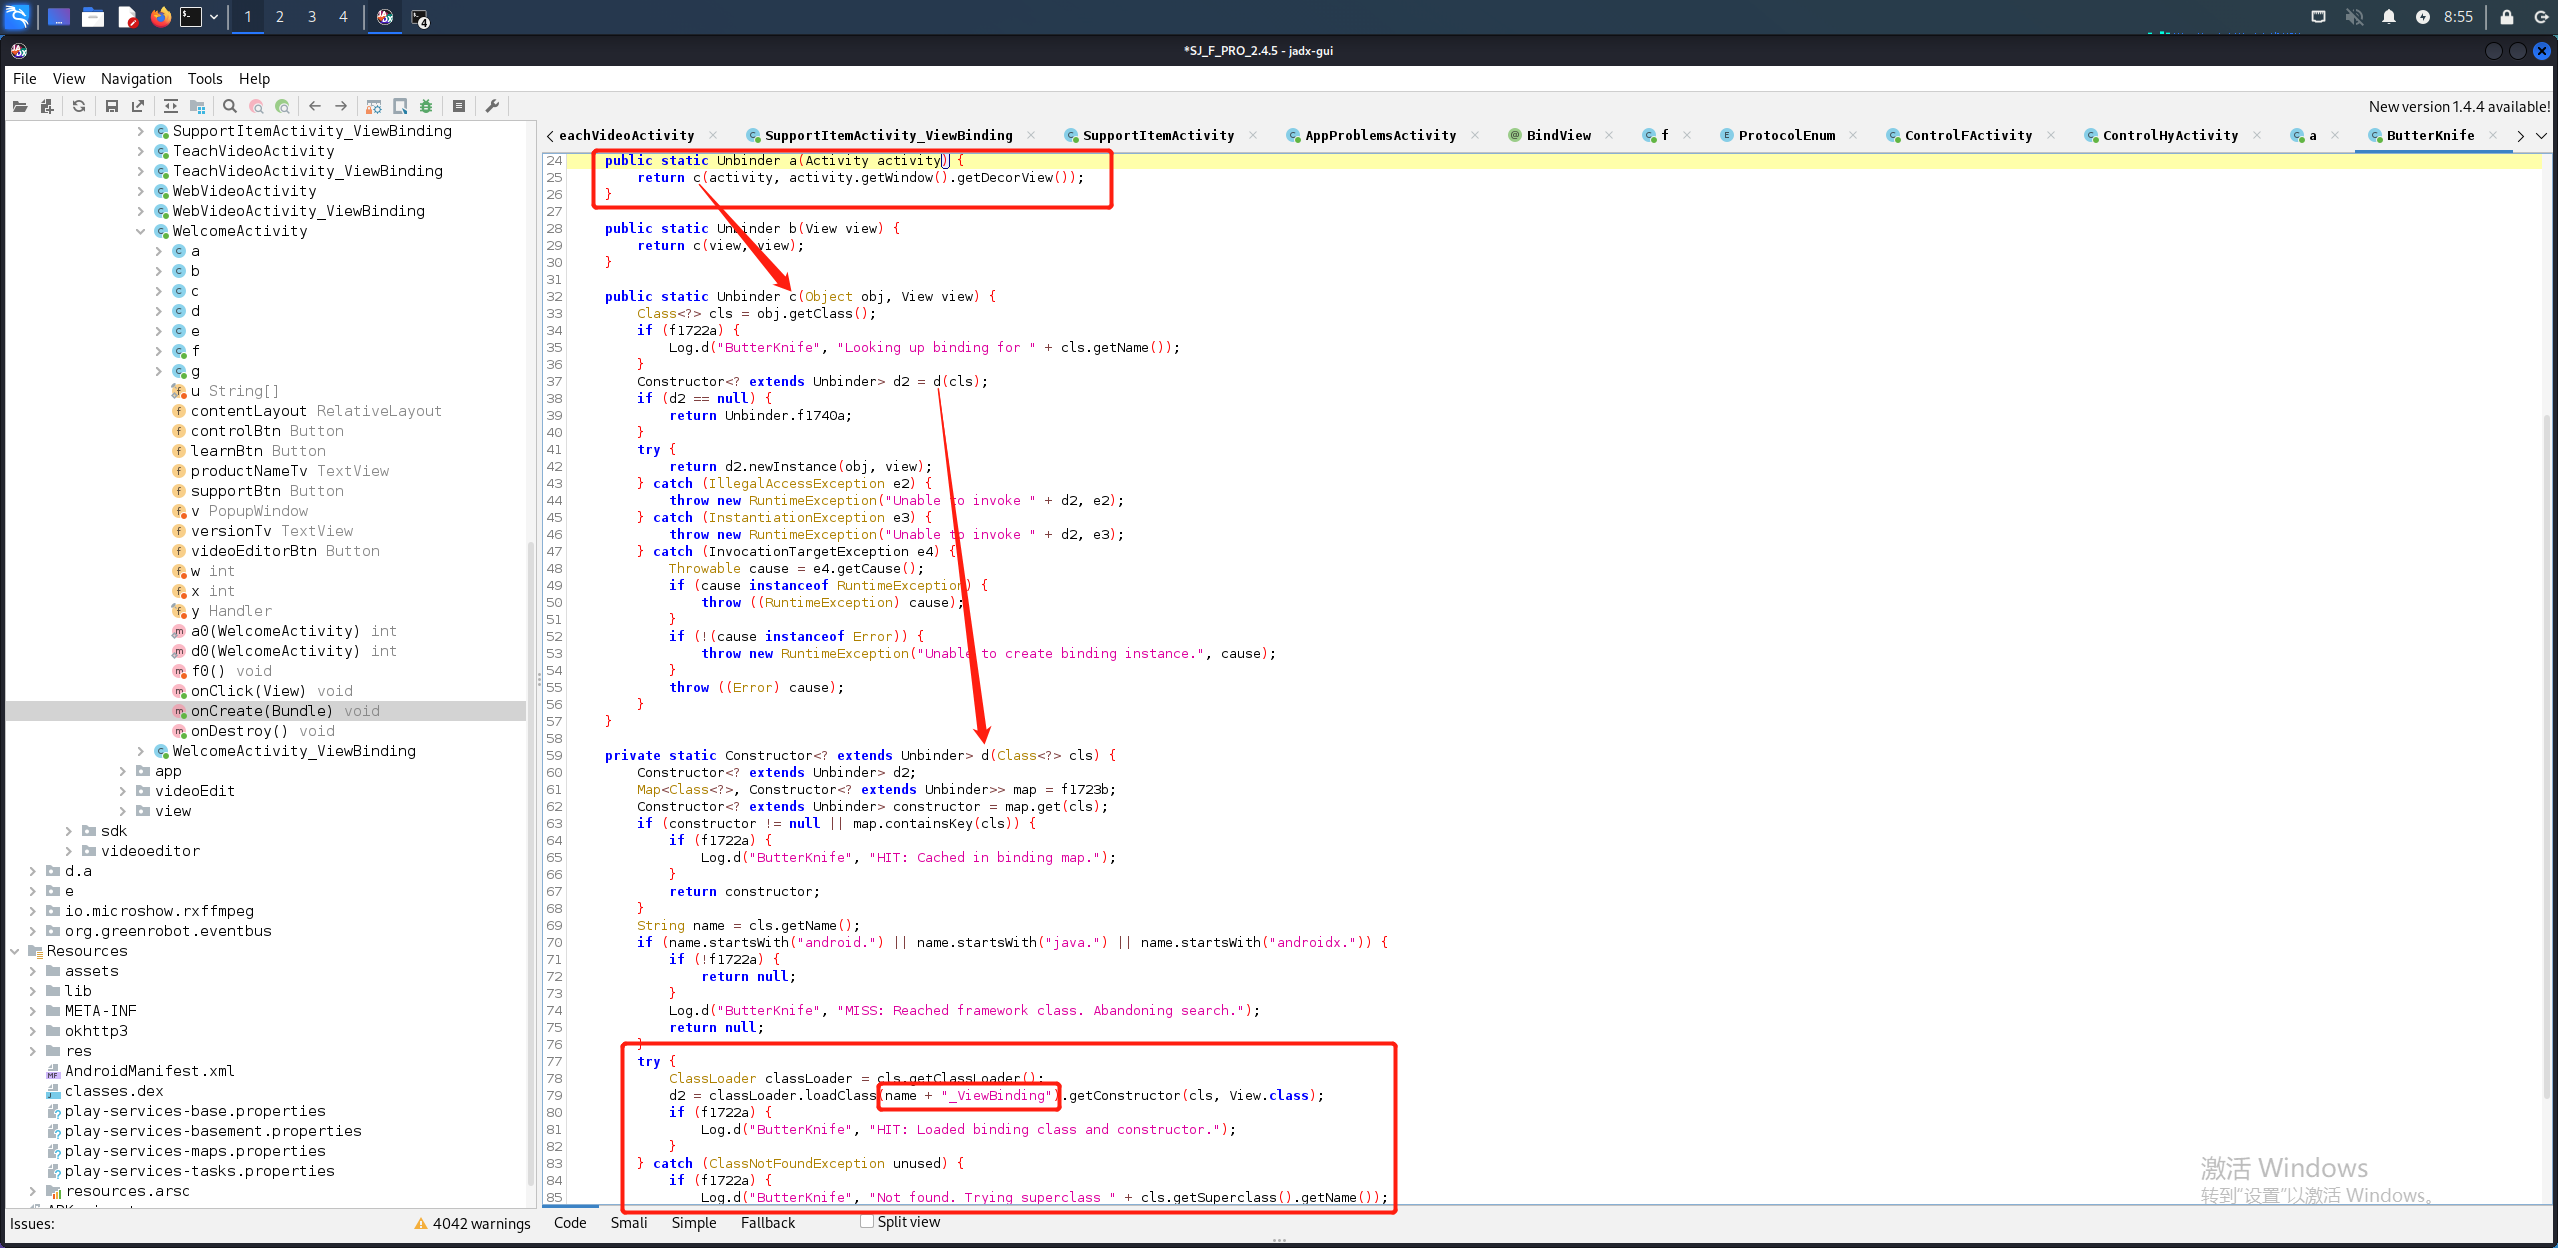 1 2 3 4 4 8:55
*SJ_F_PRO_2.4.5 - jadx-gui
File View Navigation Tools Help
New version 1.4.4 available!
eachVideoActivity SupportItemActivity_ViewBinding SupportItemActivity AppProblemsActivity BindView f ProtocolEnum ControlFActivity ControlHyActivity a ButterKnife
SupportItemActivity_ViewBinding
TeachVideoActivity
TeachVideoActivity_ViewBinding
WebVideoActivity
WebVideoActivity_ViewBinding
WelcomeActivity
a
b
c
d
e
f
g
u String[]
contentLayout RelativeLayout
controlBtn Button
learnBtn Button
productNameTv TextView
supportBtn Button
v PopupWindow
versionTv TextView
videoEditorBtn Button
w int
x int
y Handler
a0(WelcomeActivity) int
d0(WelcomeActivity) int
f0() void
onClick(View) void
onCreate(Bundle) void
onDestroy() void
WelcomeActivity_ViewBinding
app
videoEdit
view
sdk
videoeditor
d.a
e
io.microshow.rxffmpeg
org.greenrobot.eventbus
Resources
assets
lib
META-INF
okhttp3
res
AndroidManifest.xml
classes.dex
play-services-base.properties
play-services-basement.properties
play-services-maps.properties
play-services-tasks.properties
resources.arsc
24 public static Unbinder a(Activity activity) {
25 return c(activity, activity.getWindow().getDecorView());
26 }
27
28 public static Unbinder b(View view) {
29 return c(view, view);
30 }
31
32 public static Unbinder c(Object obj, View view) {
33 Class<?> cls = obj.getClass();
34 if (f1722a) {
35 Log.d("ButterKnife", "Looking up binding for " + cls.getName());
36 }
37 Constructor<? extends Unbinder> d2 = d(cls);
38 if (d2 == null) {
39 return Unbinder.f1740a;
40 }
41 try {
42 return d2.newInstance(obj, view);
43 } catch (IllegalAccessException e2) {
44 throw new RuntimeException("Unable to invoke " + d2, e2);
45 } catch (InstantiationException e3) {
46 throw new RuntimeException("Unable to invoke " + d2, e3);
47 } catch (InvocationTargetException e4) {
48 Throwable cause = e4.getCause();
49 if (cause instanceof RuntimeException) {
50 throw ((RuntimeException) cause);
51 }
52 if (!(cause instanceof Error)) {
53 throw new RuntimeException("Unable to create binding instance.", cause);
54 }
55 throw ((Error) cause);
56 }
57 }
58
59 private static Constructor<? extends Unbinder> d(Class<?> cls) {
60 Constructor<? extends Unbinder> d2;
61 Map<Class<?>, Constructor<? extends Unbinder>> map = f1723b;
62 Constructor<? extends Unbinder> constructor = map.get(cls);
63 if (constructor != null || map.containsKey(cls)) {
64 if (f1722a) {
65 Log.d("ButterKnife", "HIT: Cached in binding map.");
66 }
67 return constructor;
68 }
69 String name = cls.getName();
70 if (name.startsWith("android.") || name.startsWith("java.") || name.startsWith("androidx.")) {
71 if (!f1722a) {
72 return null;
73 }
74 Log.d("ButterKnife", "MISS: Reached framework class. Abandoning search.");
75 return null;
76 }
77 try {
78 ClassLoader classLoader = cls.getClassLoader();
79 d2 = classLoader.loadClass(name + "_ViewBinding").getConstructor(cls, View.class);
80 if (f1722a) {
81 Log.d("ButterKnife", "HIT: Loaded binding class and constructor.");
82 }
83 } catch (ClassNotFoundException unused) {
84 if (f1722a) {
85 Log.d("ButterKnife", "Not found. Trying superclass " + cls.getSuperclass().getName());
激活 Windows
转到"设置"以激活 Windows。
Issues: 4042 warnings Code Smali Simple Fallback Split view